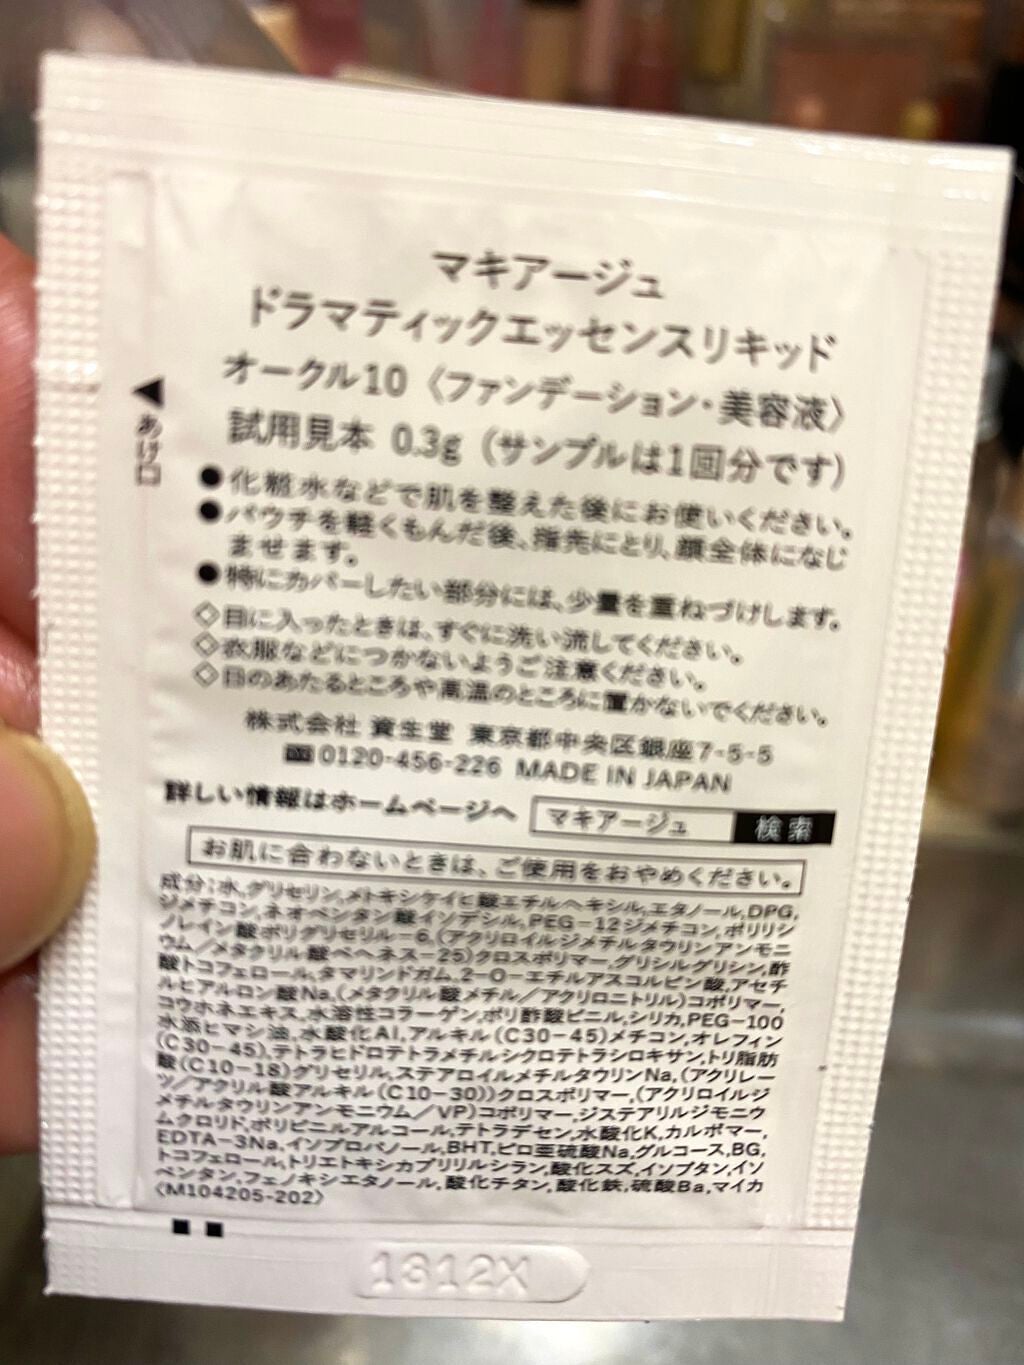 マキアージュ
ドラマティックエッセンスリキッド
オークル10〈ファンデーション・美容液〉
試用見本 0.3g（サンプルは1回分です）
◀あけ口
●化粧水などで肌を整えた後にお使いください。
●パウチを軽くもんだ後、指先にとり、顔全体になじ
ませます。
●特にカバーしたい部分には、少量を重ねづけします。
◇目に入ったときは、すぐに洗い流してください。
◇衣服などにつかないようご注意ください。
◇日のあたるところや高温のところに置かないでください。
株式会社 資生堂 東京都中央区銀座7-5-5
☎0120-456-226 MADE IN JAPAN
詳しい情報はホームページへ マキアージュ 検索
お肌に合わないときは、ご使用をおやめください。
成分：水,グリセリン,メトキシケイヒ酸エチルヘキシル,エタノール,DPG,
ジメチコン,ネオペンタン酸イソデシル,PEG-12ジメチコン,ポリリシ
ノレイン酸ポリグリセリル-6,(アクリロイルジメチルタウリンアンモニ
ウム／メタクリル酸ベヘネス-25)クロスポリマー,グリシルグリシン,酢
酸トコフェロール,タマリンドガム,2-O-エチルアスコルビン酸,アセチ
ルヒアルロン酸Na,(メタクリル酸メチル／アクリロニトリル)コポリマー,
コウホネエキス,水溶性コラーゲン,ポリ酢酸ビニル,シリカ,PEG-100
水添ヒマシ油,水酸化Al,アルキル(C30-45)メチコン,オレフィン
(C30-45),テトラヒドロテトラメチルシクロテトラシロキサン,トリ脂肪
酸(C10-18)グリセリル,ステアロイルメチルタウリンNa,(アクリレー
ツ／アクリル酸アルキル(C10-30))クロスポリマー,(アクリロイルジ
メチルタウリンアンモニウム／VP)コポリマー,ジステアリルジモニウ
ムクロリド,ポリビニルアルコール,テトラデセン,水酸化K,カルボマー,
EDTA-3Na,イソプロパノール,BHT,ピロ亜硫酸Na,グルコース,BG,
トコフェロール,トリエトキシカプリリルシラン,酸化スズ,イソブタン,イソ
ペンタン,フェノキシエタノール,酸化チタン,酸化鉄,硫酸Ba,マイカ
〈M104205-202〉
1312X